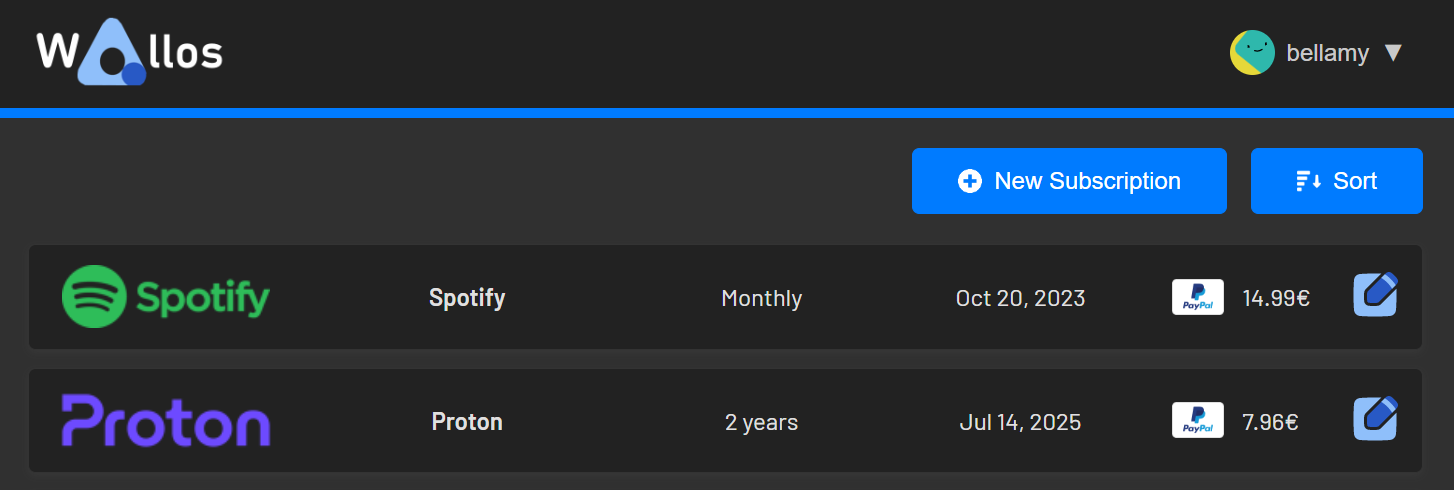 Wallos
bellamy ▼
New Subscription
Sort
Spotify Spotify Monthly Oct 20, 2023 PayPal 14.99€
Proton Proton 2 years Jul 14, 2025 PayPal 7.96€